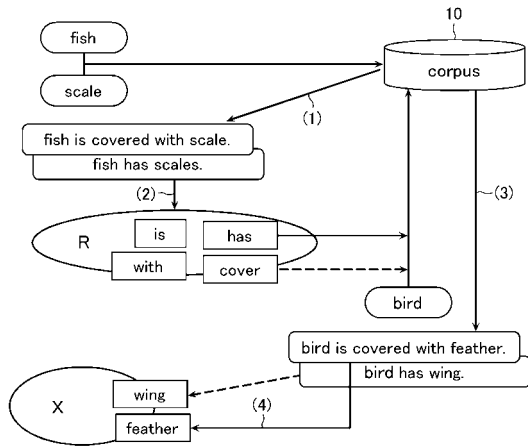 fish
10
corpus
scale
(1)
fish is covered with scale.
fish has scales.
(2)
(3)
R
is
has
with
cover
bird
bird is covered with feather.
bird has wing.
X
wing
feather
(4)